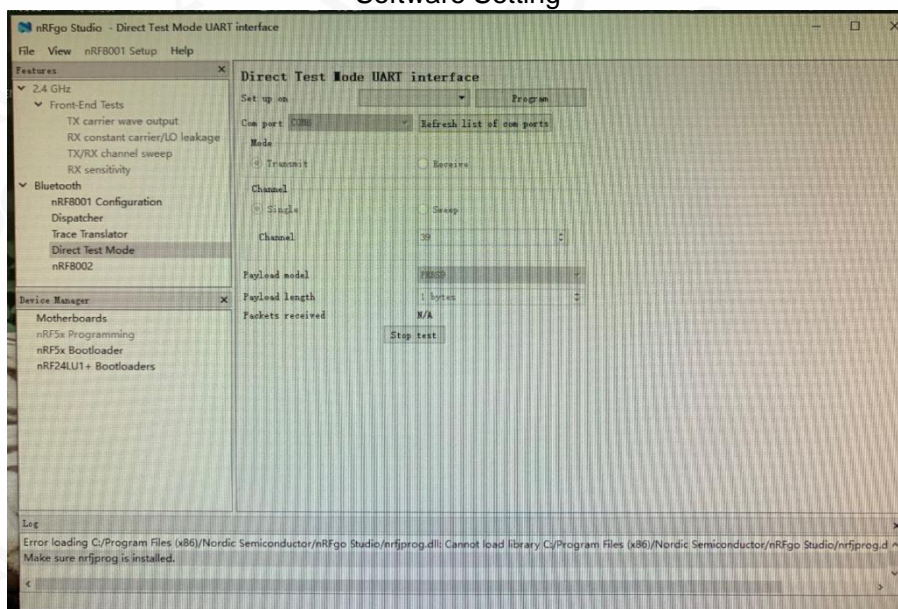 Software Setting
nRFgo Studio - Direct Test Mode UART interface
File View nRF8001 Setup Help
Features
2.4 GHz
Front-End Tests
TX carrier wave output
RX constant carrier/LO leakage
TX/RX channel sweep
RX sensitivity
Bluetooth
nRF8001 Configuration
Dispatcher
Trace Translator
Direct Test Mode
nRF8002
Device Manager
Motherboards
nRF5x Programming
nRF5x Bootloader
nRF24LU1+ Bootloaders
Direct Test Mode UART interface
Set up on Program
Com port Refresh list of com ports
Mode
Transmit Receive
Channel
Single Sweep
Channel 39
Payload model PRBS9
Payload length 1 bytes
Packets received N/A
Stop test
Log
Error loading C:/Program Files (x86)/Nordic Semiconductor/nRFgo Studio/nrfjprog.dll: Cannot load library C:/Program Files (x86)/Nordic Semiconductor/nRFgo Studio/nrfjprog.d
Make sure nrfjprog is installed.